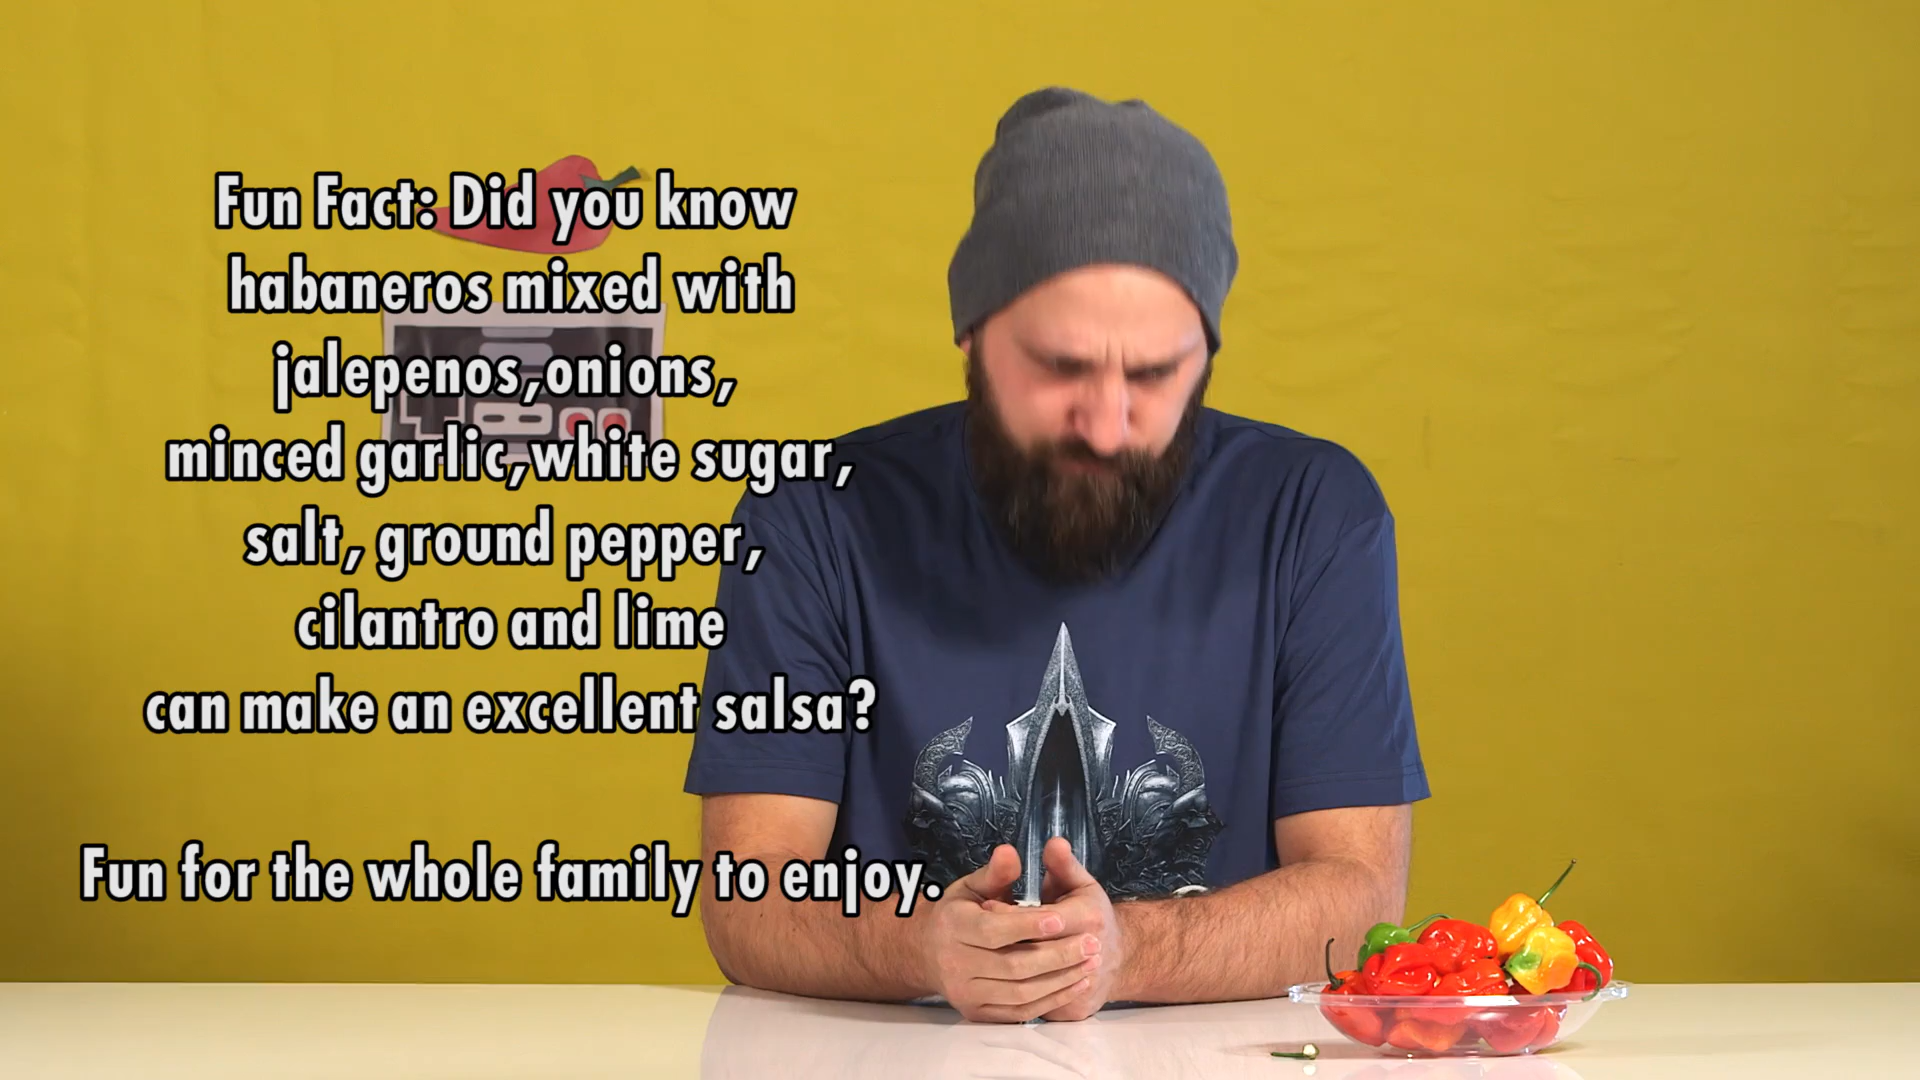 Fun Fact: Did you know
habaneros mixed with
jalepenos,onions,
minced garlic,white sugar,
salt, ground pepper,
cilantro and lime
can make an excellent salsa?
Fun for the whole family to enjoy.